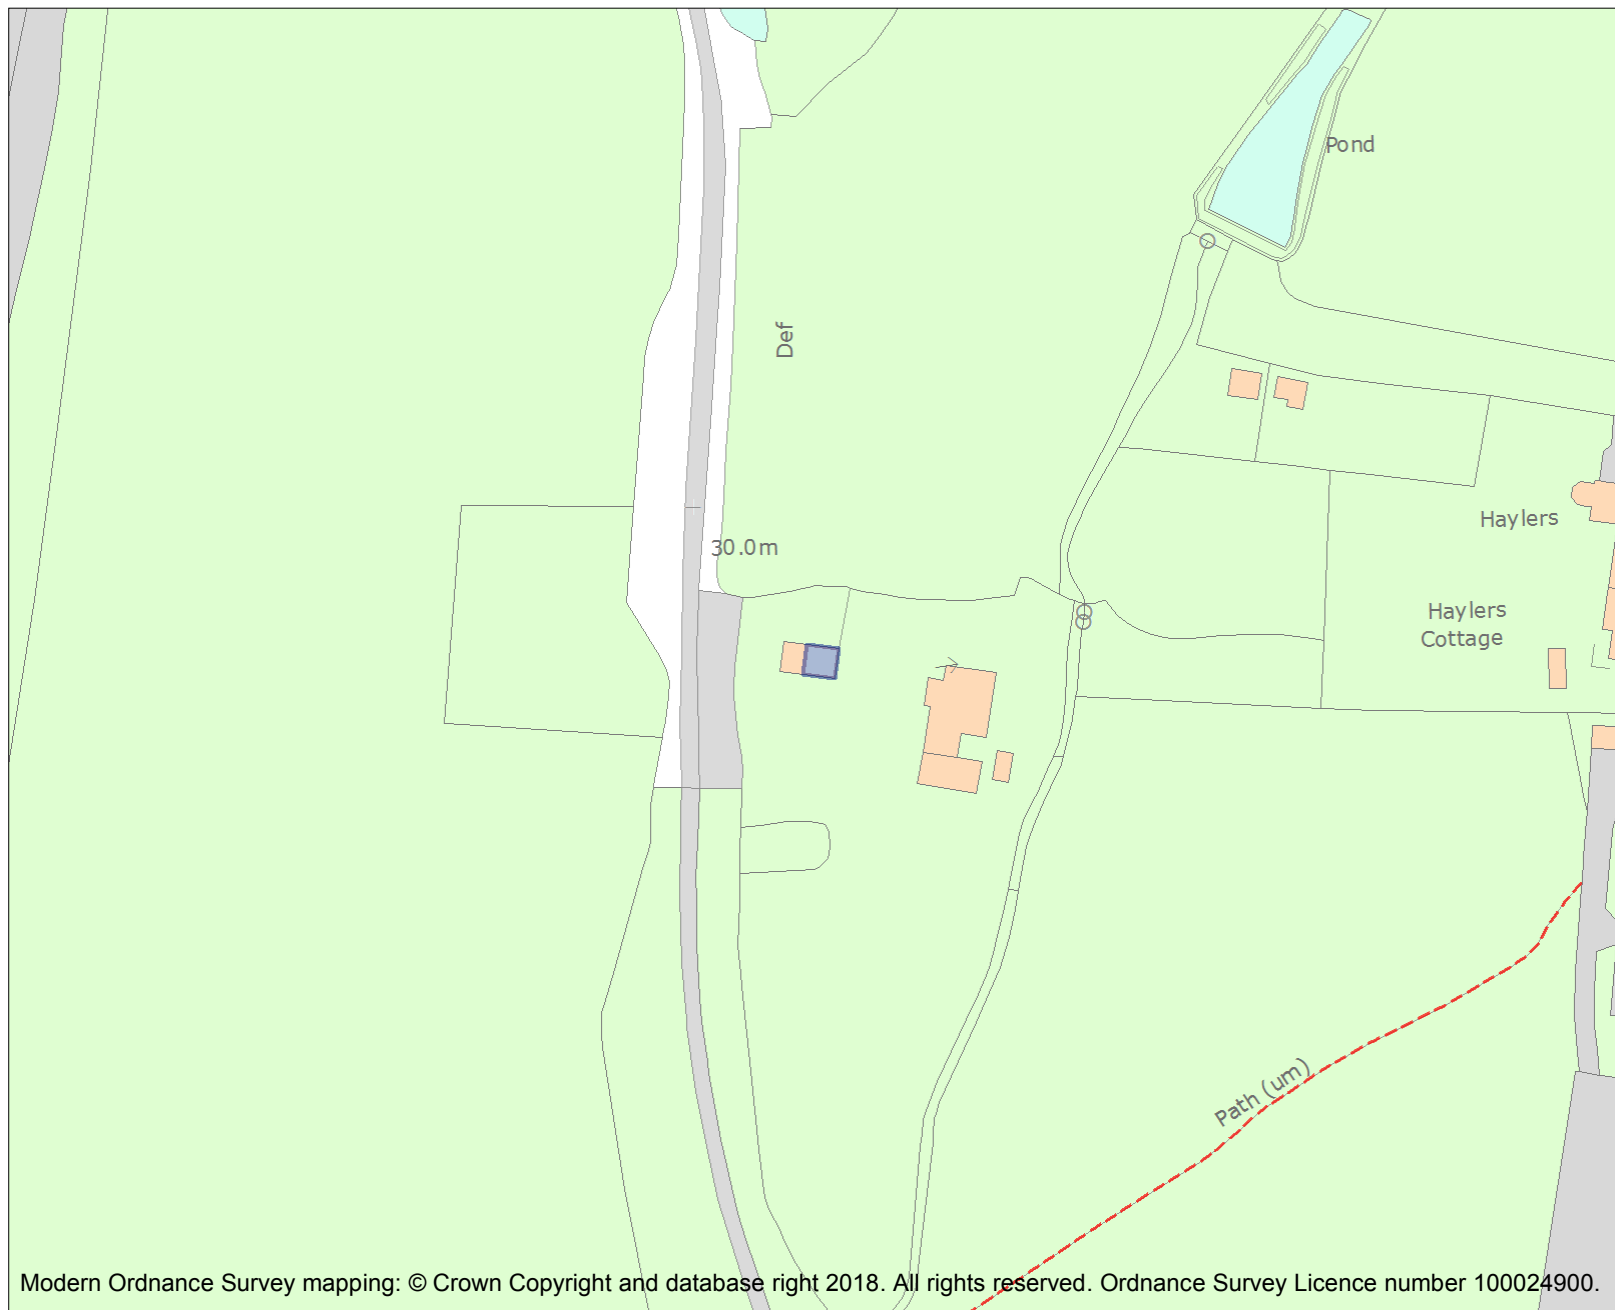 Pond
Def
Haylers
30.0m
Haylers
Cottage
Path (um)
Modern Ordnance Survey mapping: © Crown Copyright and database right 2018. All rights reserved. Ordnance Survey Licence number 100024900.